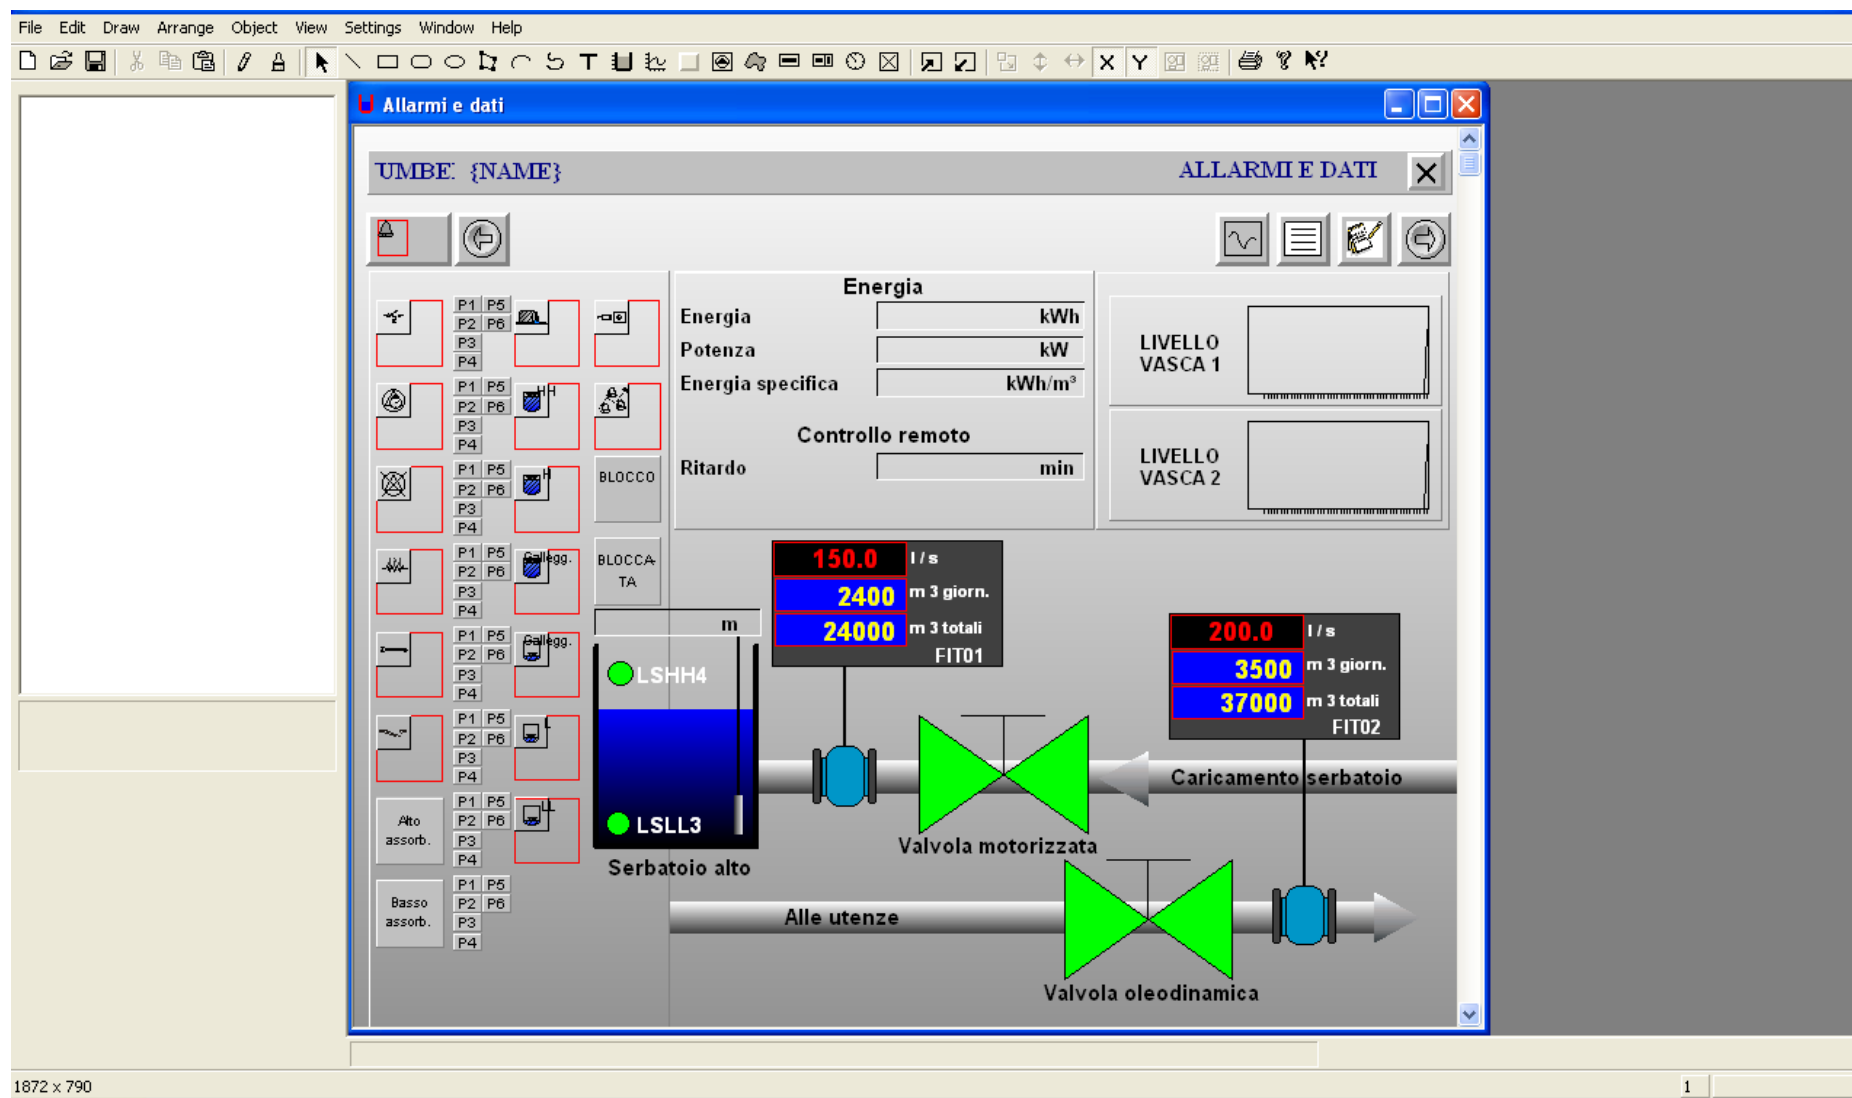 File Edit Draw Arrange Object View Settings Window Help
X Y
Allarmi e dati
UMBE {NAME} ALLARMI E DATI
Energia
Energia kWh
Potenza kW
Energia specifica kWh/m³
Controllo remoto
Ritardo min
LIVELLO
VASCA 1
LIVELLO
VASCA 2
P1 P5
P2 P6
P3
P4
P1 P5
P2 P6
P3
P4
HH
P1 P5
P2 P6
P3
P4
H
BLOCCO
P1 P5
P2 P6
P3
P4
Gallegg.
BLOCCA
TA
P1 P5
P2 P6
P3
P4
Gallegg.
P1 P5
P2 P6
P3
P4
L
Alto
assorb.
P1 P5
P2 P6
P3
P4
LL
Basso
assorb.
P1 P5
P2 P6
P3
P4
m
LSHH4
LSLL3
Serbatoio alto
150.0 l / s
2400 m 3 giorn.
24000 m 3 totali
FIT01
200.0 l / s
3500 m 3 giorn.
37000 m 3 totali
FIT02
Caricamento serbatoio
Valvola motorizzata
Alle utenze
Valvola oleodinamica
1872 x 790
1